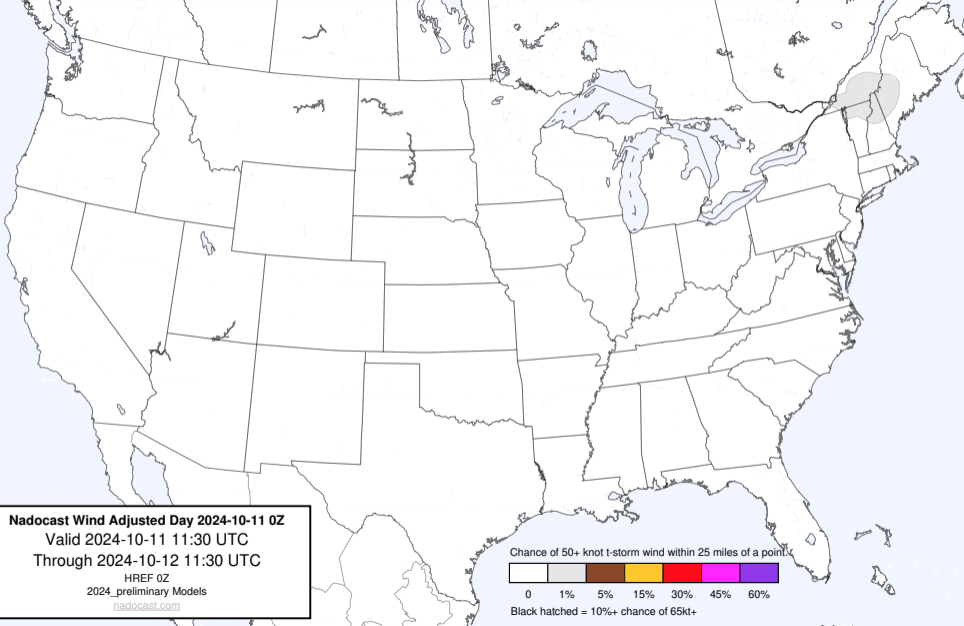 Nadocast Wind Adjusted Day 2024-10-11 0Z
Valid 2024-10-11 11:30 UTC
Through 2024-10-12 11:30 UTC
HREF 0Z
2024_preliminary Models
nadocast.com
Chance of 50+ knot t-storm wind within 25 miles of a point.
0 1% 5% 15% 30% 45% 60%
Black hatched = 10%+ chance of 65kt+